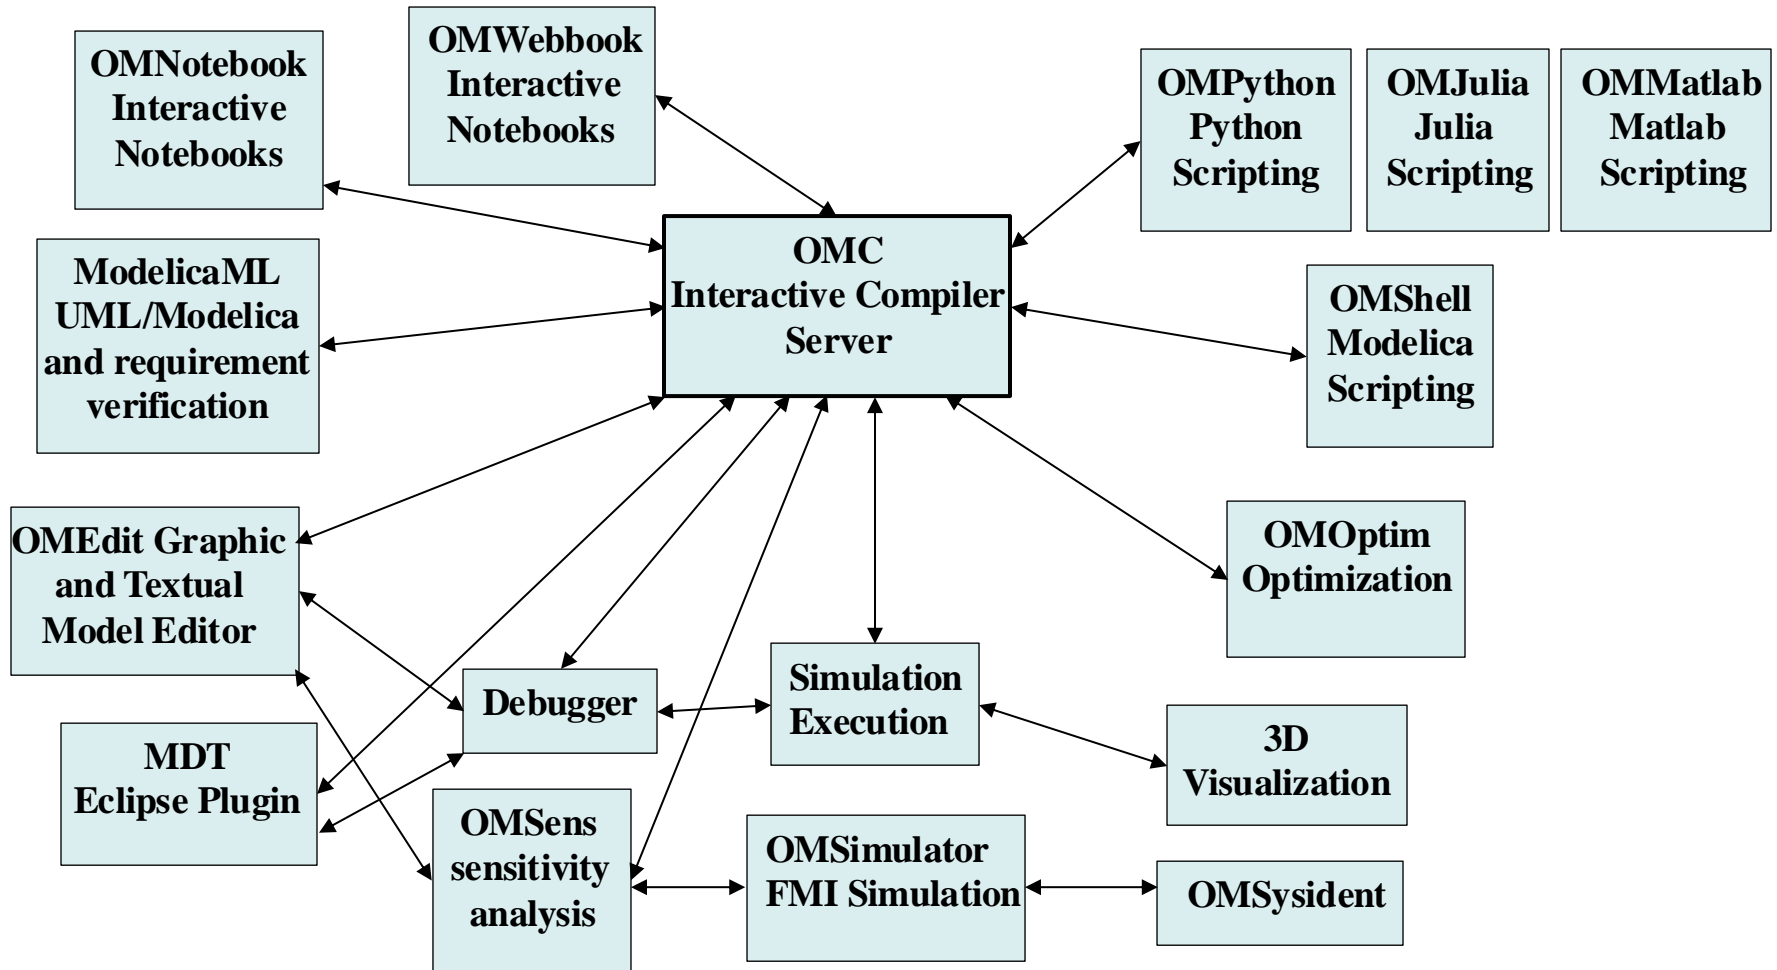 OMNotebook
Interactive
Notebooks
OMWebbook
Interactive
Notebooks
OMPython
Python
Scripting
OMJulia
Julia
Scripting
OMMatlab
Matlab
Scripting
OMC
Interactive Compiler
Server
ModelicaML
UML/Modelica
and requirement
verification
OMShell
Modelica
Scripting
OMEdit Graphic
and Textual
Model Editor
OMOptim
Optimization
Debugger
Simulation
Execution
MDT
Eclipse Plugin
3D
Visualization
OMSens
sensitivity
analysis
OMSimulator
FMI Simulation
OMSysident